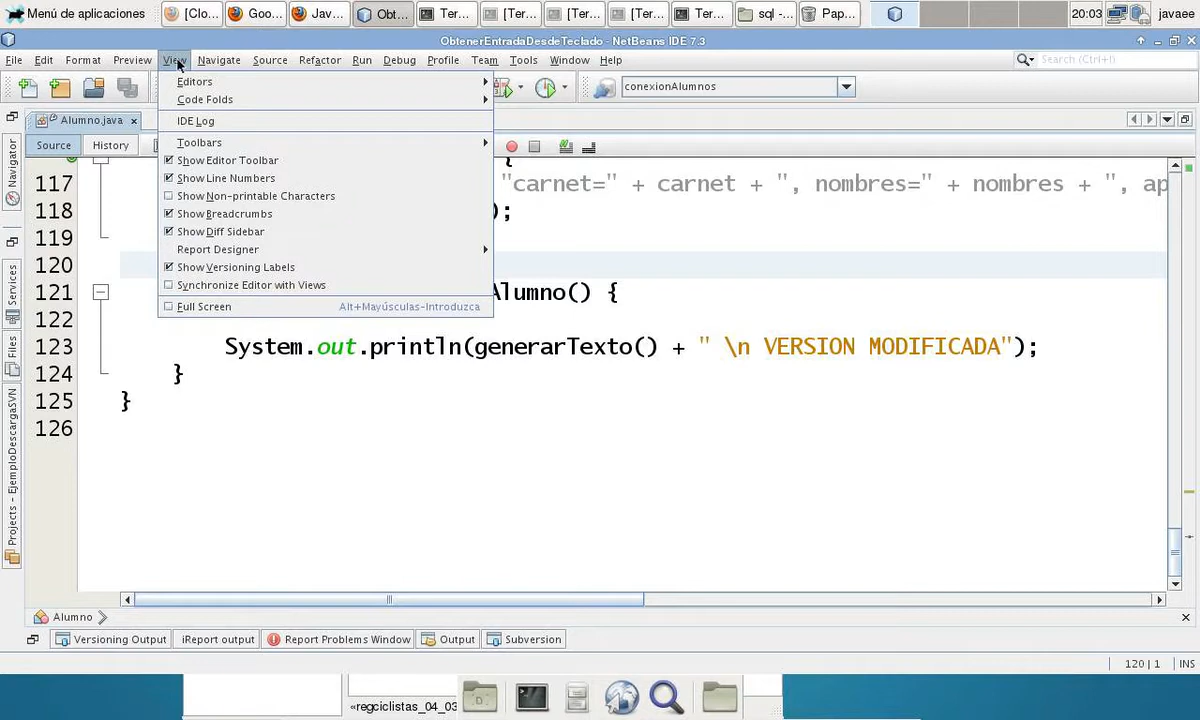 Menú de aplicaciones [Clo... Goo... Jav... Obt... Ter... [Ter... [Ter... [Ter... Ter... sql -... Pap... 20:03 javaee
ObtenerEntradaDesdeTeclado - NetBeans IDE 7.3
File Edit Format Preview View Navigate Source Refactor Run Debug Profile Team Tools Window Help Search (Ctrl+I)
conexionAlumnos
Alumno.java
Source History
Editors
Code Folds
IDE Log
Toolbars
Show Editor Toolbar
Show Line Numbers
Show Non-printable Characters
Show Breadcrumbs
Show Diff Sidebar
Report Designer
Show Versioning Labels
Synchronize Editor with Views
Full Screen Alt+Mayúsculas-Introduzca
Navigator
Services
Files
Projects - EjemploDescargaSVN
{
117 "carnet=" + carnet + ", nombres=" + nombres + ", ap
118 );
119
120
121 Alumno() {
122
123 System.out.println(generarTexto() + " \n VERSION MODIFICADA");
124 }
125 }
126
Alumno
Versioning Output iReport output Report Problems Window Output Subversion
120 | 1 INS
«regciclistas_04_03